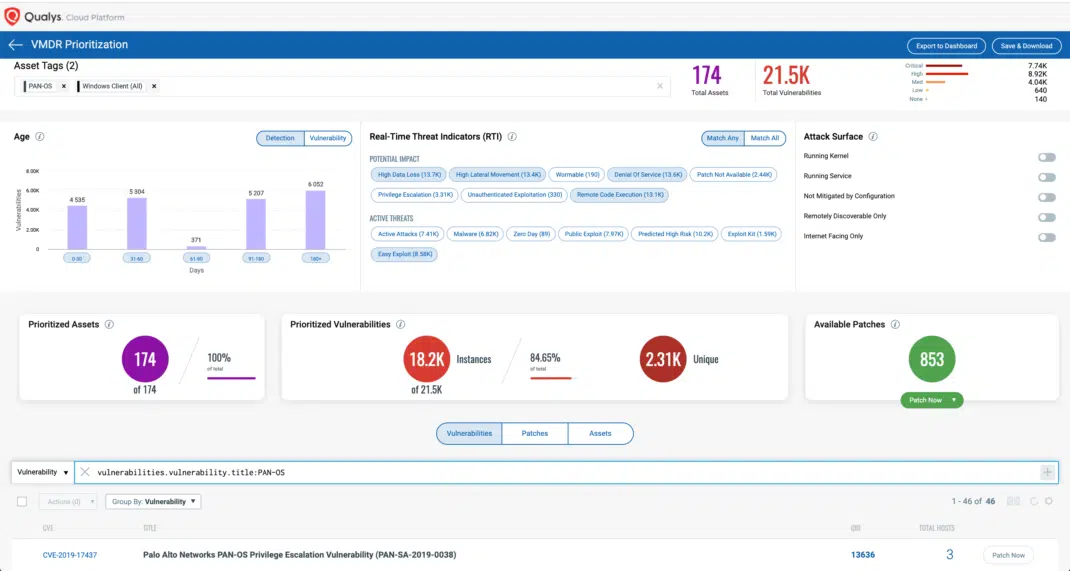 Qualys. Cloud Platform
VMDR Prioritization
Export to Dashboard
Save & Download
Asset Tags (2)
PAN-OS × Windows Client (All) ×
174
Total Assets
21.5K
Total Vulnerabilities
Critical 7.74K
High 8.92K
Med 4.04K
Low 640
None 140
Age
Detection Vulnerability
Vulnerabilities
8.00K
6.00K
4.00K
2.00K
0
4 535
5 304
371
5 207
6 052
0-30 31-60 61-90 91-180 180+
Days
Real-Time Threat Indicators (RTI)
Match Any Match All
POTENTIAL IMPACT
High Data Loss (13.7K) High Lateral Movement (13.4K) Wormable (190) Denial Of Service (13.6K) Patch Not Available (2.44K)
Privilege Escalation (3.31K) Unauthenticated Exploitation (330) Remote Code Execution (13.1K)
ACTIVE THREATS
Active Attacks (7.41K) Malware (6.82K) Zero Day (89) Public Exploit (7.97K) Predicted High Risk (10.2K) Exploit Kit (1.59K)
Easy Exploit (8.58K)
Attack Surface
Running Kernel
Running Service
Not Mitigated by Configuration
Remotely Discoverable Only
Internet Facing Only
Prioritized Assets
174
of 174
100%
of total
Prioritized Vulnerabilities
18.2K Instances
of 21.5K
84.65%
of total
2.31K Unique
Available Patches
853
Patch Now
Vulnerabilities Patches Assets
Vulnerability vulnerabilities.vulnerability.title:PAN-OS
Actions (0) Group By: Vulnerability
1 - 46 of 46
CVE TITLE QID TOTAL HOSTS
CVE-2019-17437 Palo Alto Networks PAN-OS Privilege Escalation Vulnerability (PAN-SA-2019-0038) 13636 3 Patch Now